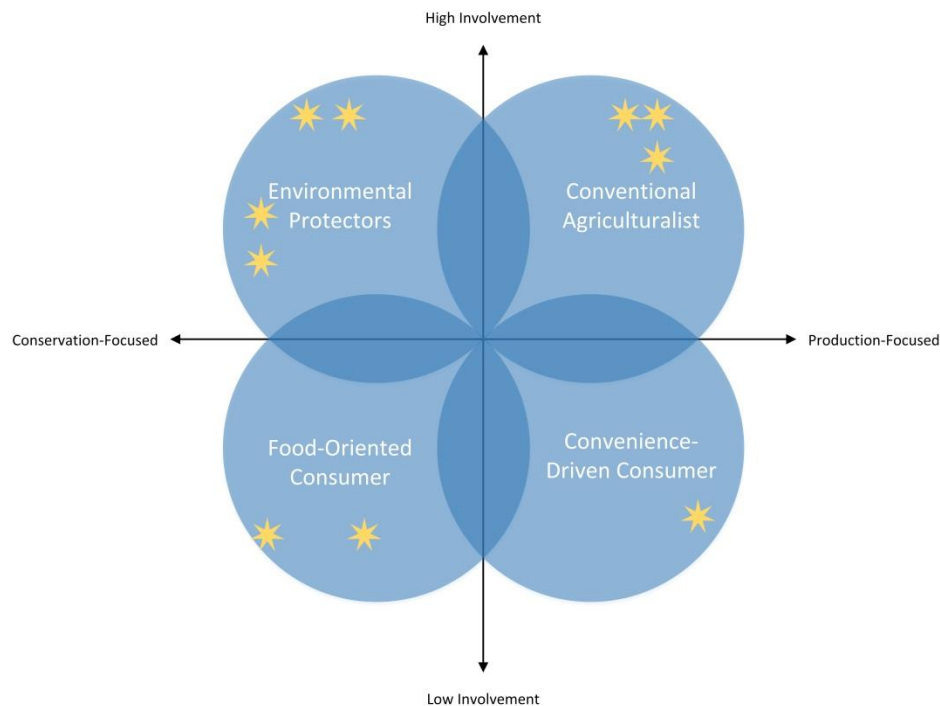 High Involvement
Environmental
Protectors
Conventional
Agriculturalist
Conservation-Focused
Production-Focused
Food-Oriented
Consumer
Convenience-
Driven Consumer
Low Involvement